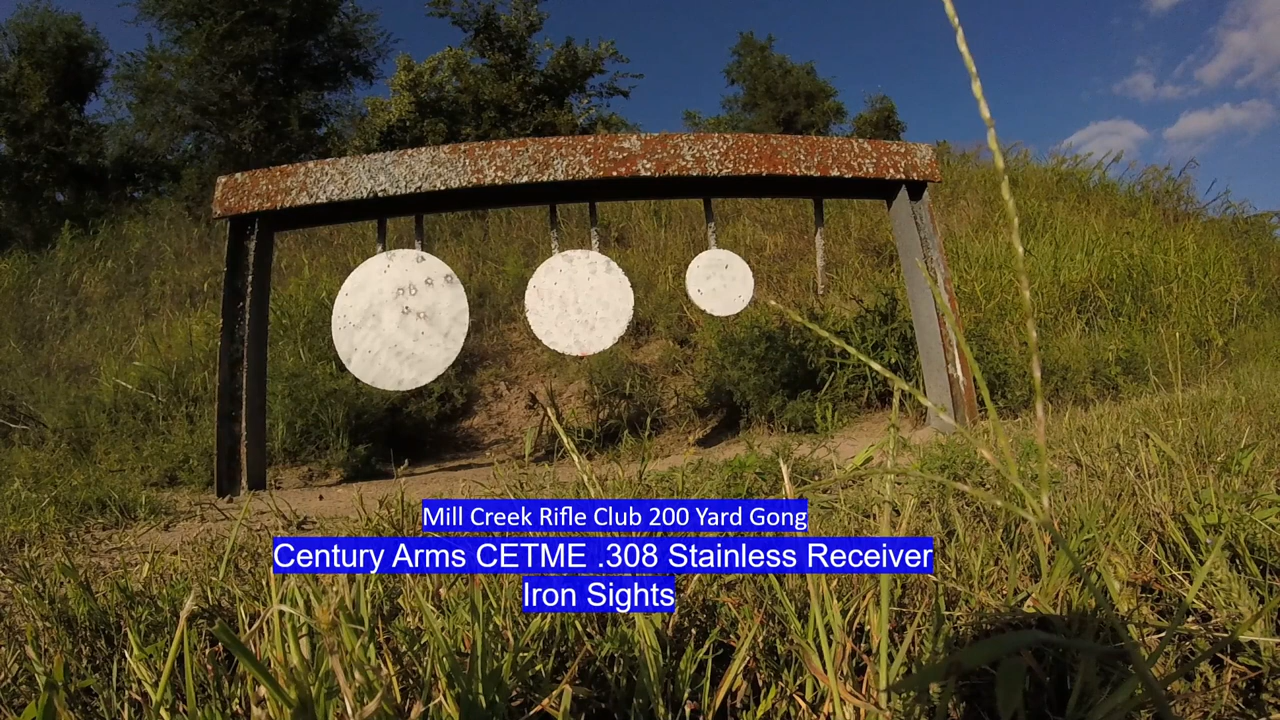 Mill Creek Rifle Club 200 Yard Gong
Century Arms CETME .308 Stainless Receiver
Iron Sights